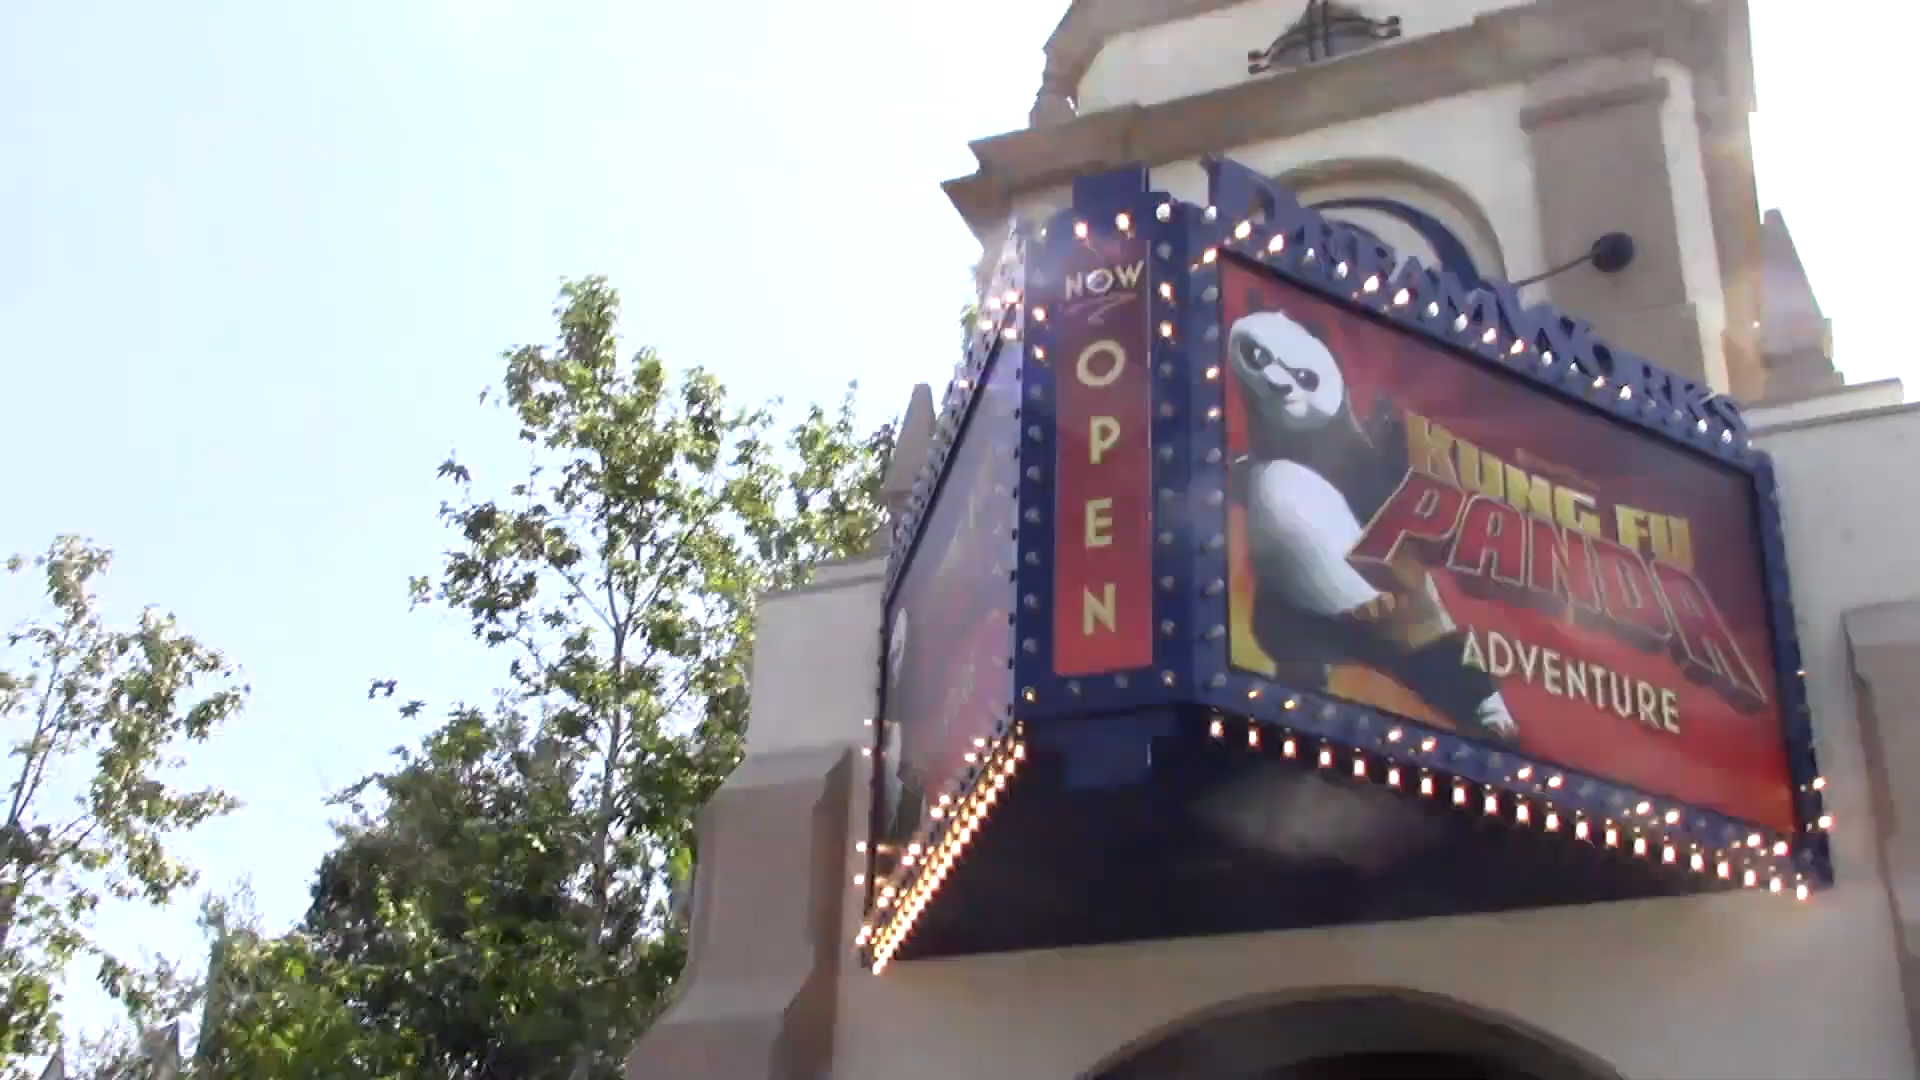 NOW
OPEN
DREAMWORKS
KUNG FU
PANDA
ADVENTURE